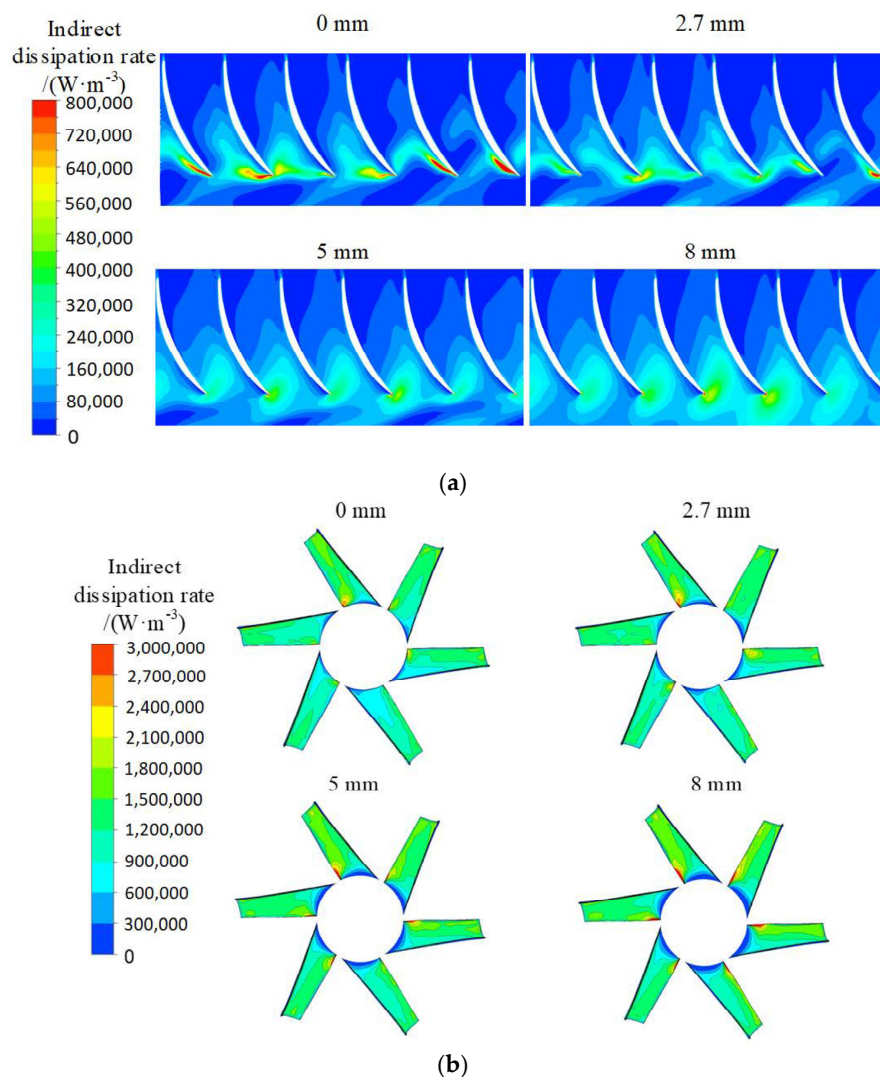 Indirect
dissipation rate
/(W·m⁻³)
800,000
720,000
640,000
560,000
480,000
400,000
320,000
240,000
160,000
80,000
0
0 mm
2.7 mm
5 mm
8 mm
(a)
Indirect
dissipation rate
/(W·m⁻³)
3,000,000
2,700,000
2,400,000
2,100,000
1,800,000
1,500,000
1,200,000
900,000
600,000
300,000
0
0 mm
2.7 mm
5 mm
8 mm
(b)